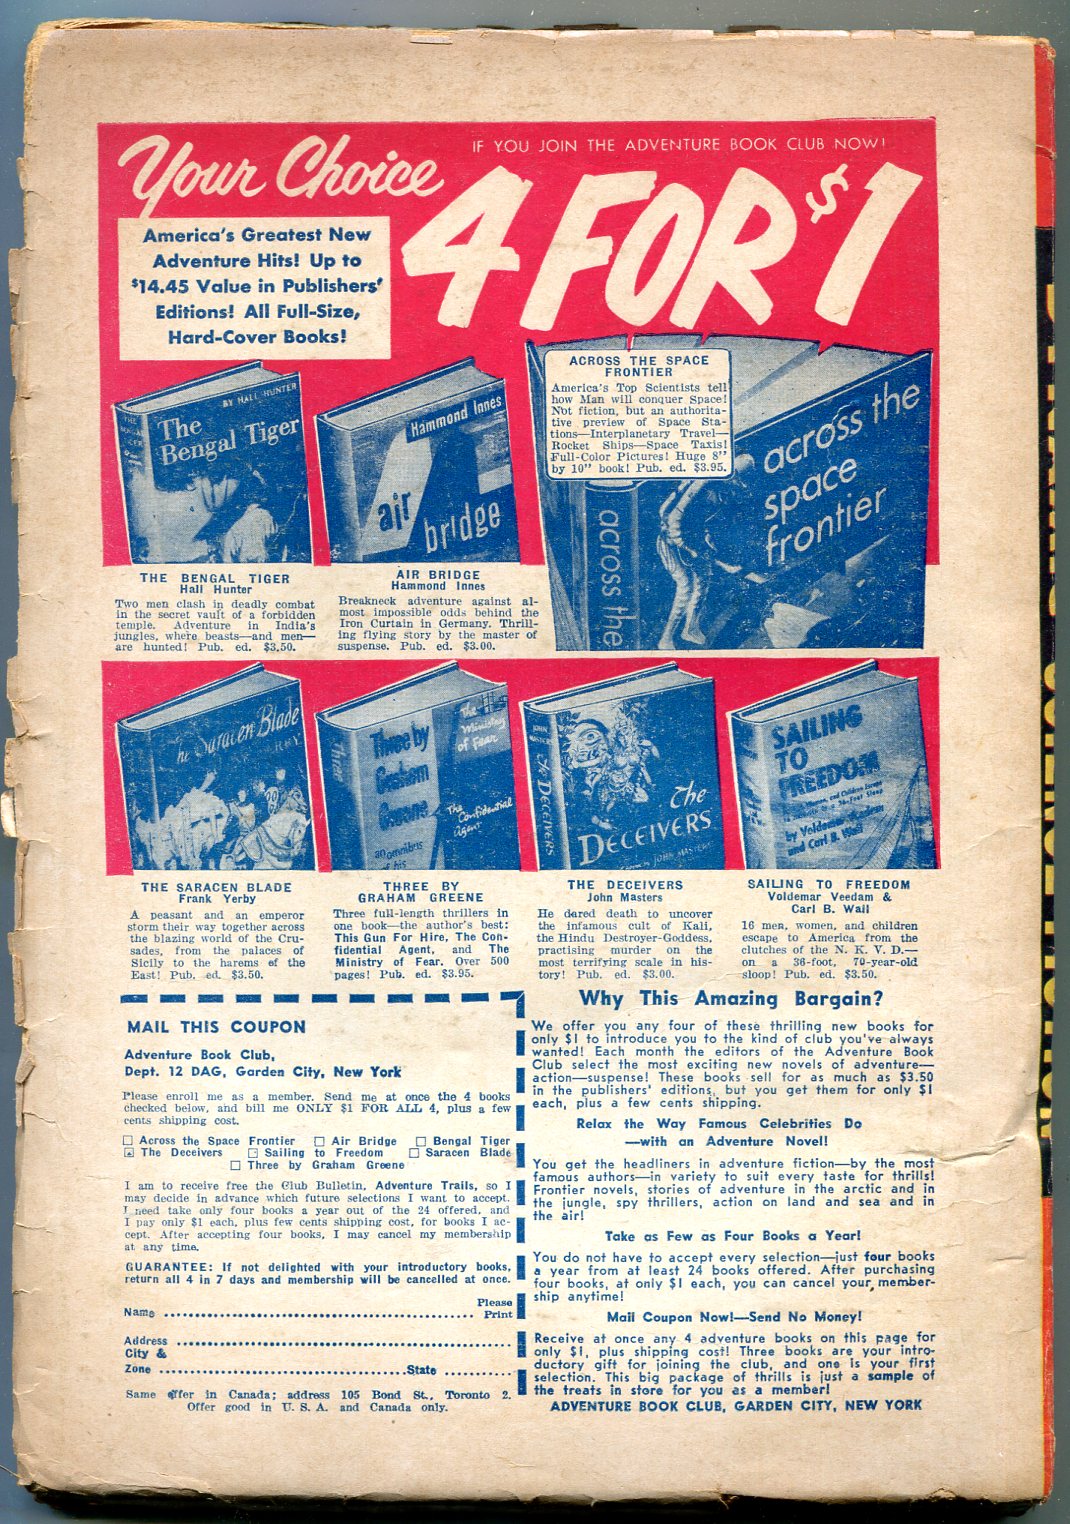 Your Choice
IF YOU JOIN THE ADVENTURE BOOK CLUB NOW!
4 FOR $1
America's Greatest New
Adventure Hits! Up to
$14.45 Value in Publishers'
Editions! All Full-Size,
Hard-Cover Books!
BY HALL HUNTER
The
Bengal Tiger
Hammond Innes
air
bridge
ACROSS THE SPACE
FRONTIER
America's Top Scientists tell
how Man will conquer Space!
Not fiction, but an authorita-
tive preview of Space Sta-
tions—Interplanetary Travel—
Rocket Ships—Space Taxis!
Full-Color Pictures! Huge 8"
by 10" book! Pub. ed. $3.95.
across the
space
frontier
across the
THE BENGAL TIGER
Hall Hunter
Two men clash in deadly combat
in the secret vault of a forbidden
temple. Adventure in India's
jungles, where beasts—and men—
are hunted! Pub. ed. $3.50.
AIR BRIDGE
Hammond Innes
Breakneck adventure against al-
most impossible odds behind the
Iron Curtain in Germany. Thrill-
ing flying story by the master of
suspense. Pub. ed. $3.00.
The Saracen Blade
Three by
Graham
Greene
an omnibus
of his
The
Ministry
of Fear
The
Confidential
Agent
JOHN
MASTERS
The DECEIVERS
The
DECEIVERS
JOHN MASTERS
SAILING
TO
FREEDOM
by Voldemar Veedam
and Carl B. Wall
THE SARACEN BLADE
Frank Yerby
A peasant and an emperor
storm their way together across
the blazing world of the Cru-
sades, from the palaces of
Sicily to the harems of the
East! Pub. ed. $3.50.
THREE BY
GRAHAM GREENE
Three full-length thrillers in
one book—the author's best:
This Gun For Hire, The Con-
fidential Agent, and The
Ministry of Fear. Over 500
pages! Pub. ed. $3.95.
THE DECEIVERS
John Masters
He dared death to uncover
the infamous cult of Kali,
the Hindu Destroyer-Goddess,
practising murder on the
most terrifying scale in his-
tory! Pub. ed. $3.00.
SAILING TO FREEDOM
Voldemar Veedam &
Carl B. Wall
16 men, women, and children
escape to America from the
clutches of the N. K. V. D.—
on a 36-foot, 70-year-old
sloop! Pub. ed. $3.50.
MAIL THIS COUPON
Adventure Book Club,
Dept. 12 DAG, Garden City, New York
Please enroll me as a member. Send me at once the 4 books
checked below, and bill me ONLY $1 FOR ALL 4, plus a few
cents shipping cost.
Across the Space Frontier Air Bridge Bengal Tiger
The Deceivers Sailing to Freedom Saracen Blade
Three by Graham Greene
I am to receive free the Club Bulletin, Adventure Trails, so I
may decide in advance which future selections I want to accept.
I need take only four books a year out of the 24 offered, and
I pay only $1 each, plus few cents shipping cost, for books I ac-
cept. After accepting four books, I may cancel my membership
at any time.
GUARANTEE: If not delighted with your introductory books,
return all 4 in 7 days and membership will be cancelled at once.
Please
Name Print
Address
City &
Zone State
Same offer in Canada; address 105 Bond St., Toronto 2.
Offer good in U. S. A. and Canada only.
Why This Amazing Bargain?
We offer you any four of these thrilling new books for
only $1 to introduce you to the kind of club you've always
wanted! Each month the editors of the Adventure Book
Club select the most exciting new novels of adventure—
action—suspense! These books sell for as much as $3.50
in the publishers' editions, but you get them for only $1
each, plus a few cents shipping.
Relax the Way Famous Celebrities Do
—with an Adventure Novel!
You get the headliners in adventure fiction—by the most
famous authors—in variety to suit every taste for thrills!
Frontier novels, stories of adventure in the arctic and in
the jungle, spy thrillers, action on land and sea and in
the air!
Take as Few as Four Books a Year!
You do not have to accept every selection—just four books
a year from at least 24 books offered. After purchasing
four books, at only $1 each, you can cancel your member-
ship anytime!
Mail Coupon Now!—Send No Money!
Receive at once any 4 adventure books on this page for
only $1, plus shipping cost! Three books are your intro-
ductory gift for joining the club, and one is your first
selection. This big package of thrills is just a sample of
the treats in store for you as a member!
ADVENTURE BOOK CLUB, GARDEN CITY, NEW YORK